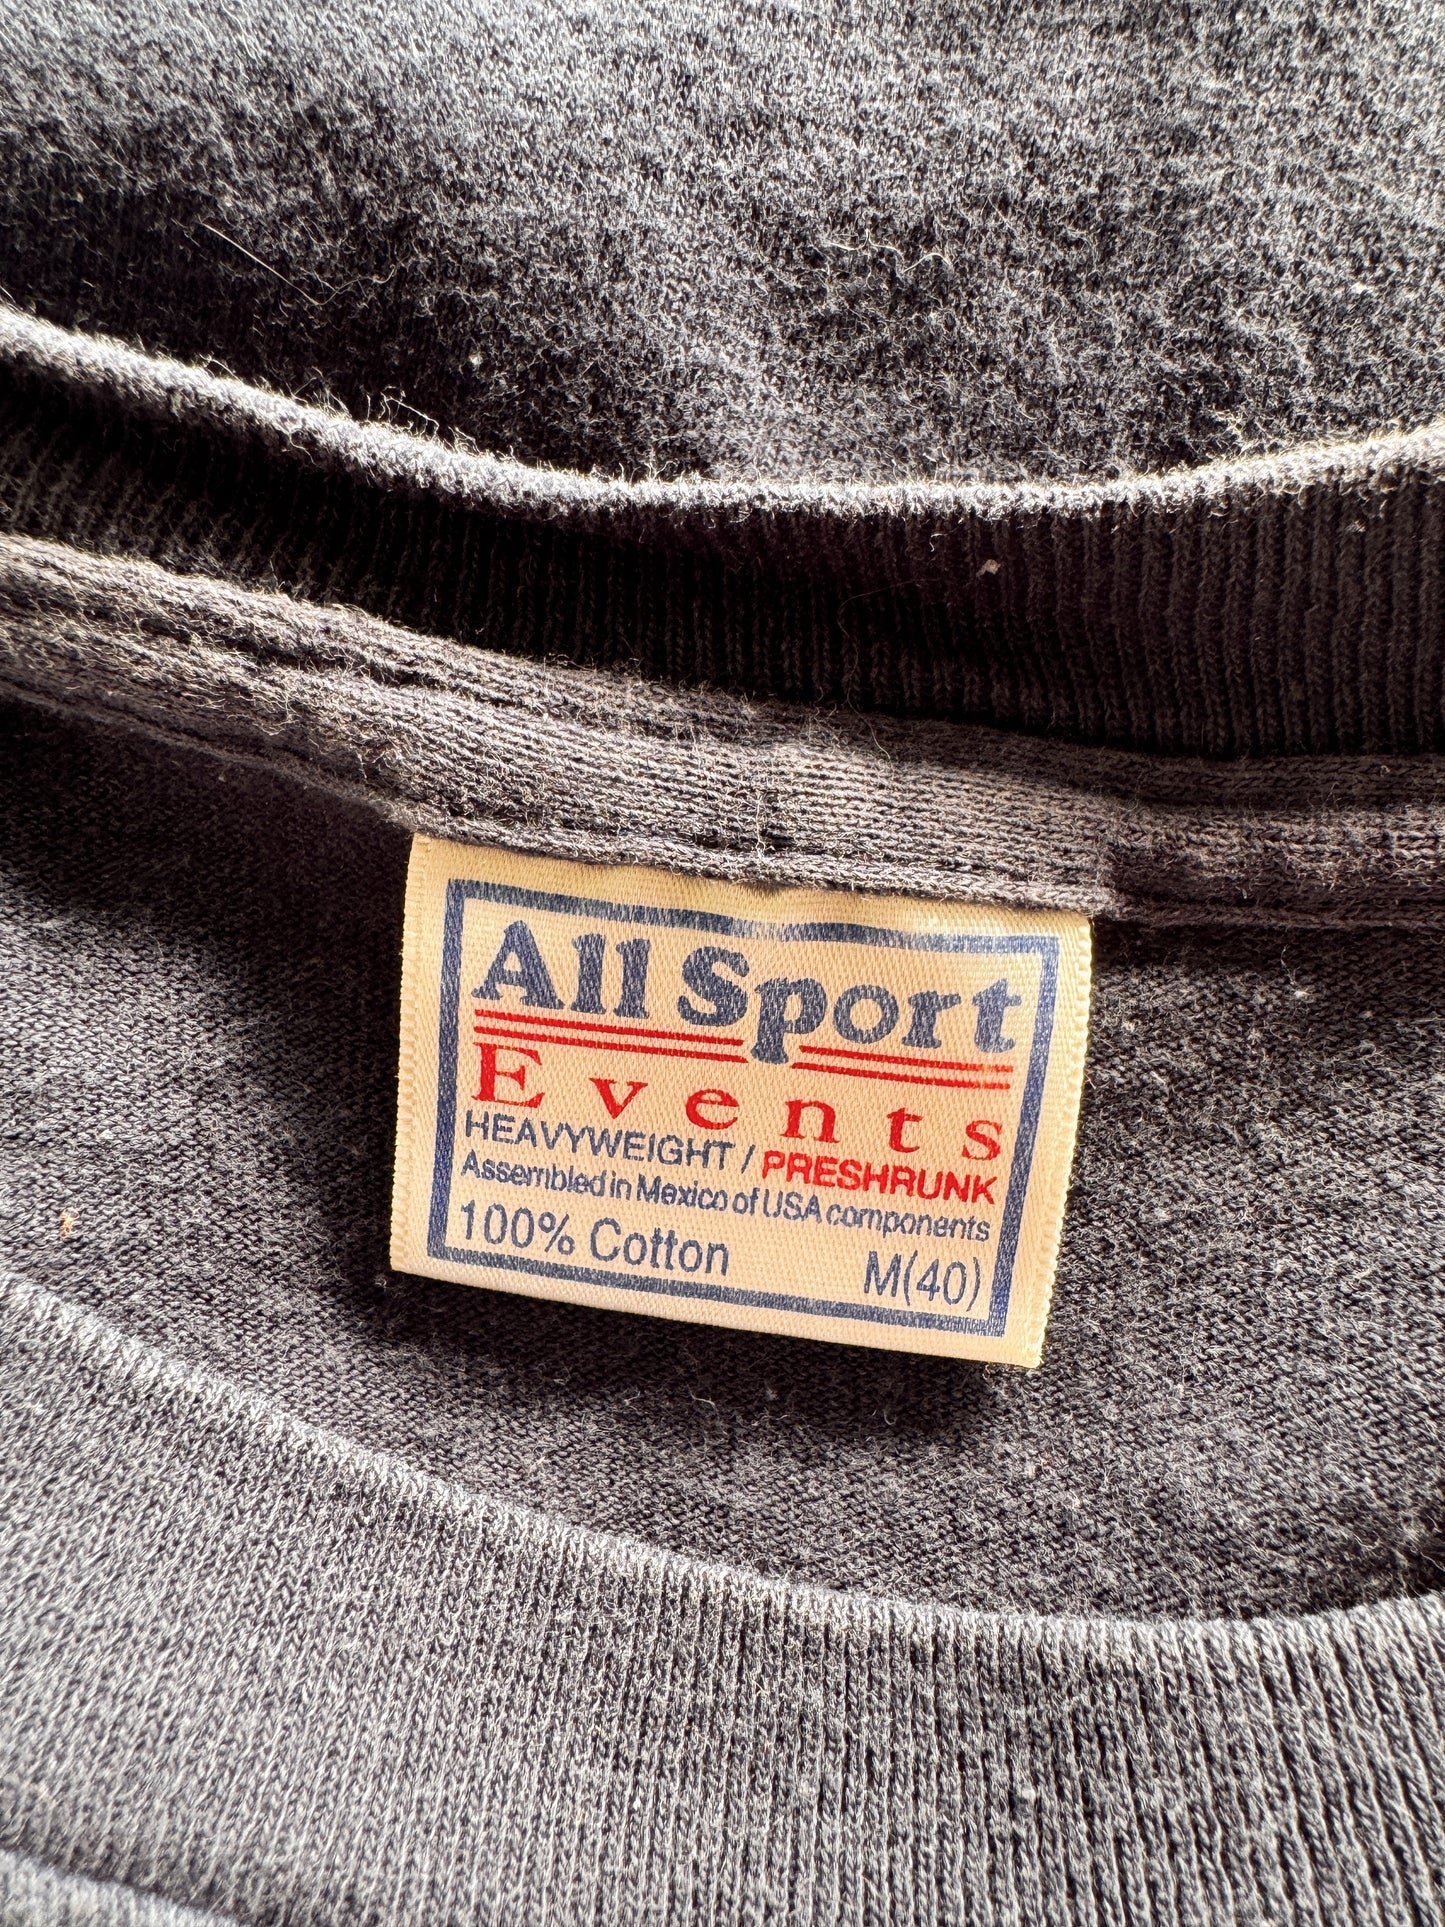 All Sport
Events
HEAVYWEIGHT / PRESHRUNK
Assembled in Mexico of USA components
100% Cotton M(40)